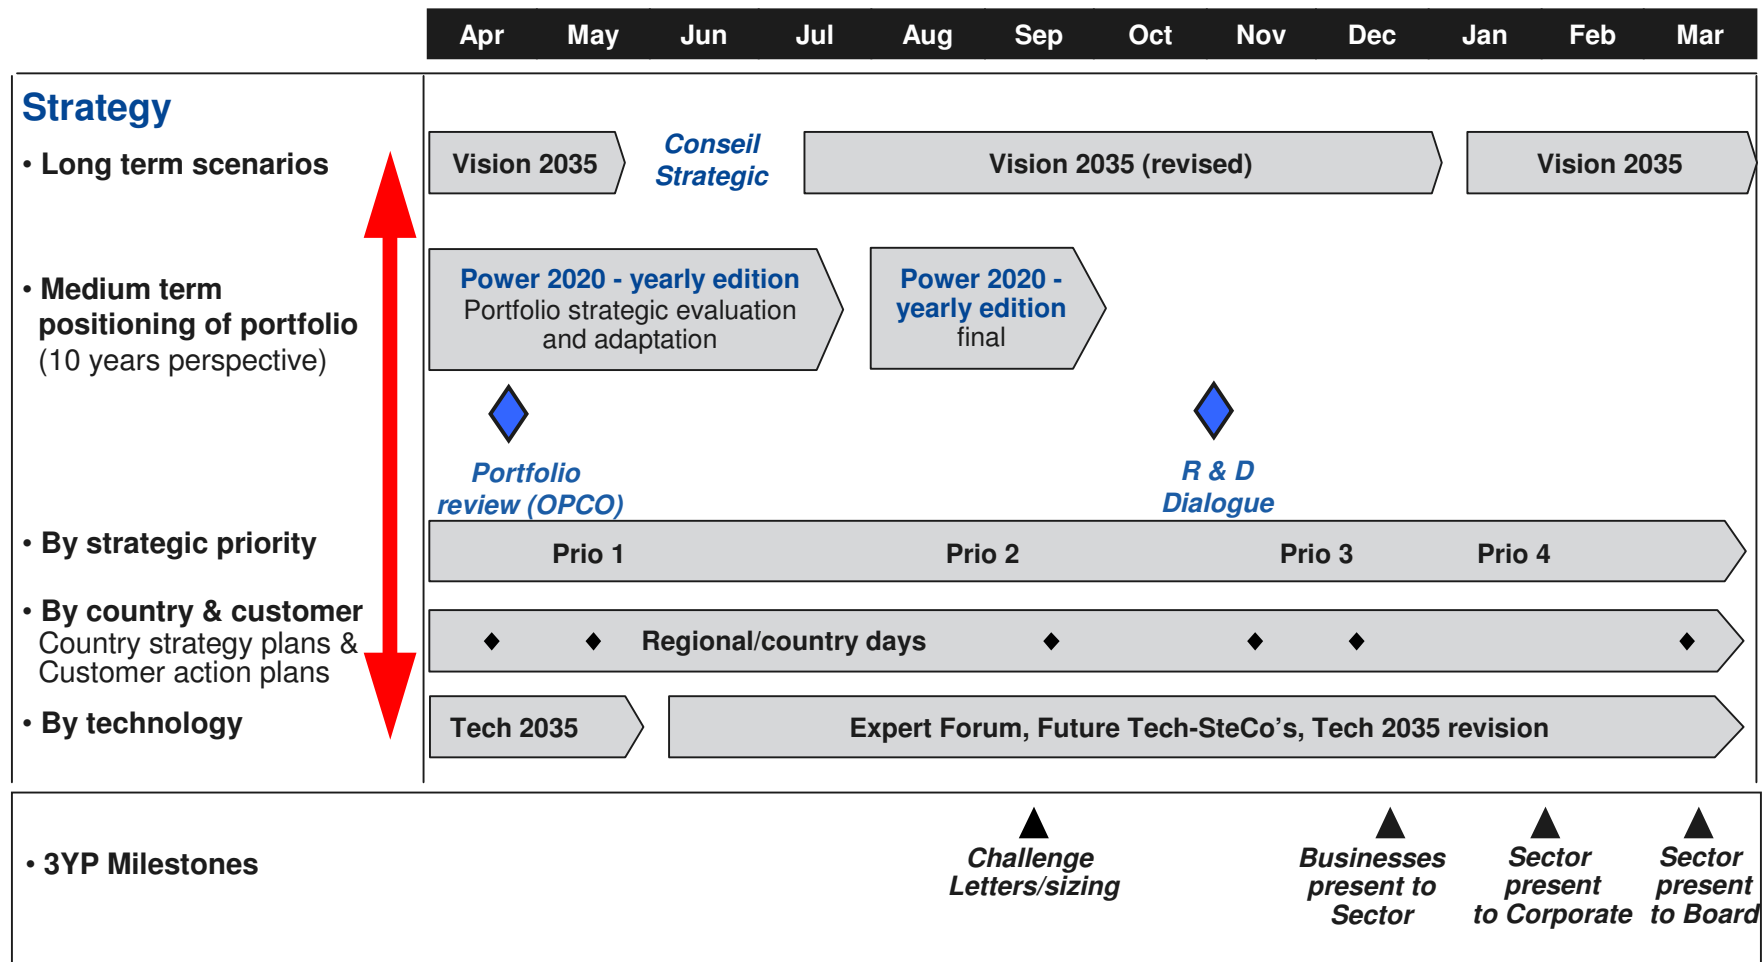 Apr May Jun Jul Aug Sep Oct Nov Dec Jan Feb Mar
Strategy
• Long term scenarios
Vision 2035
Conseil
Strategic
Vision 2035 (revised)
Vision 2035
• Medium term
positioning of portfolio
(10 years perspective)
Power 2020 - yearly edition
Portfolio strategic evaluation
and adaptation
Power 2020 -
yearly edition
final
Portfolio
review (OPCO)
R & D
Dialogue
• By strategic priority
Prio 1 Prio 2 Prio 3 Prio 4
• By country & customer
Country strategy plans &
Customer action plans
Regional/country days
• By technology
Tech 2035
Expert Forum, Future Tech-SteCo’s, Tech 2035 revision
• 3YP Milestones
Challenge
Letters/sizing
Businesses
present to
Sector
Sector
present
to Corporate
Sector
present
to Board